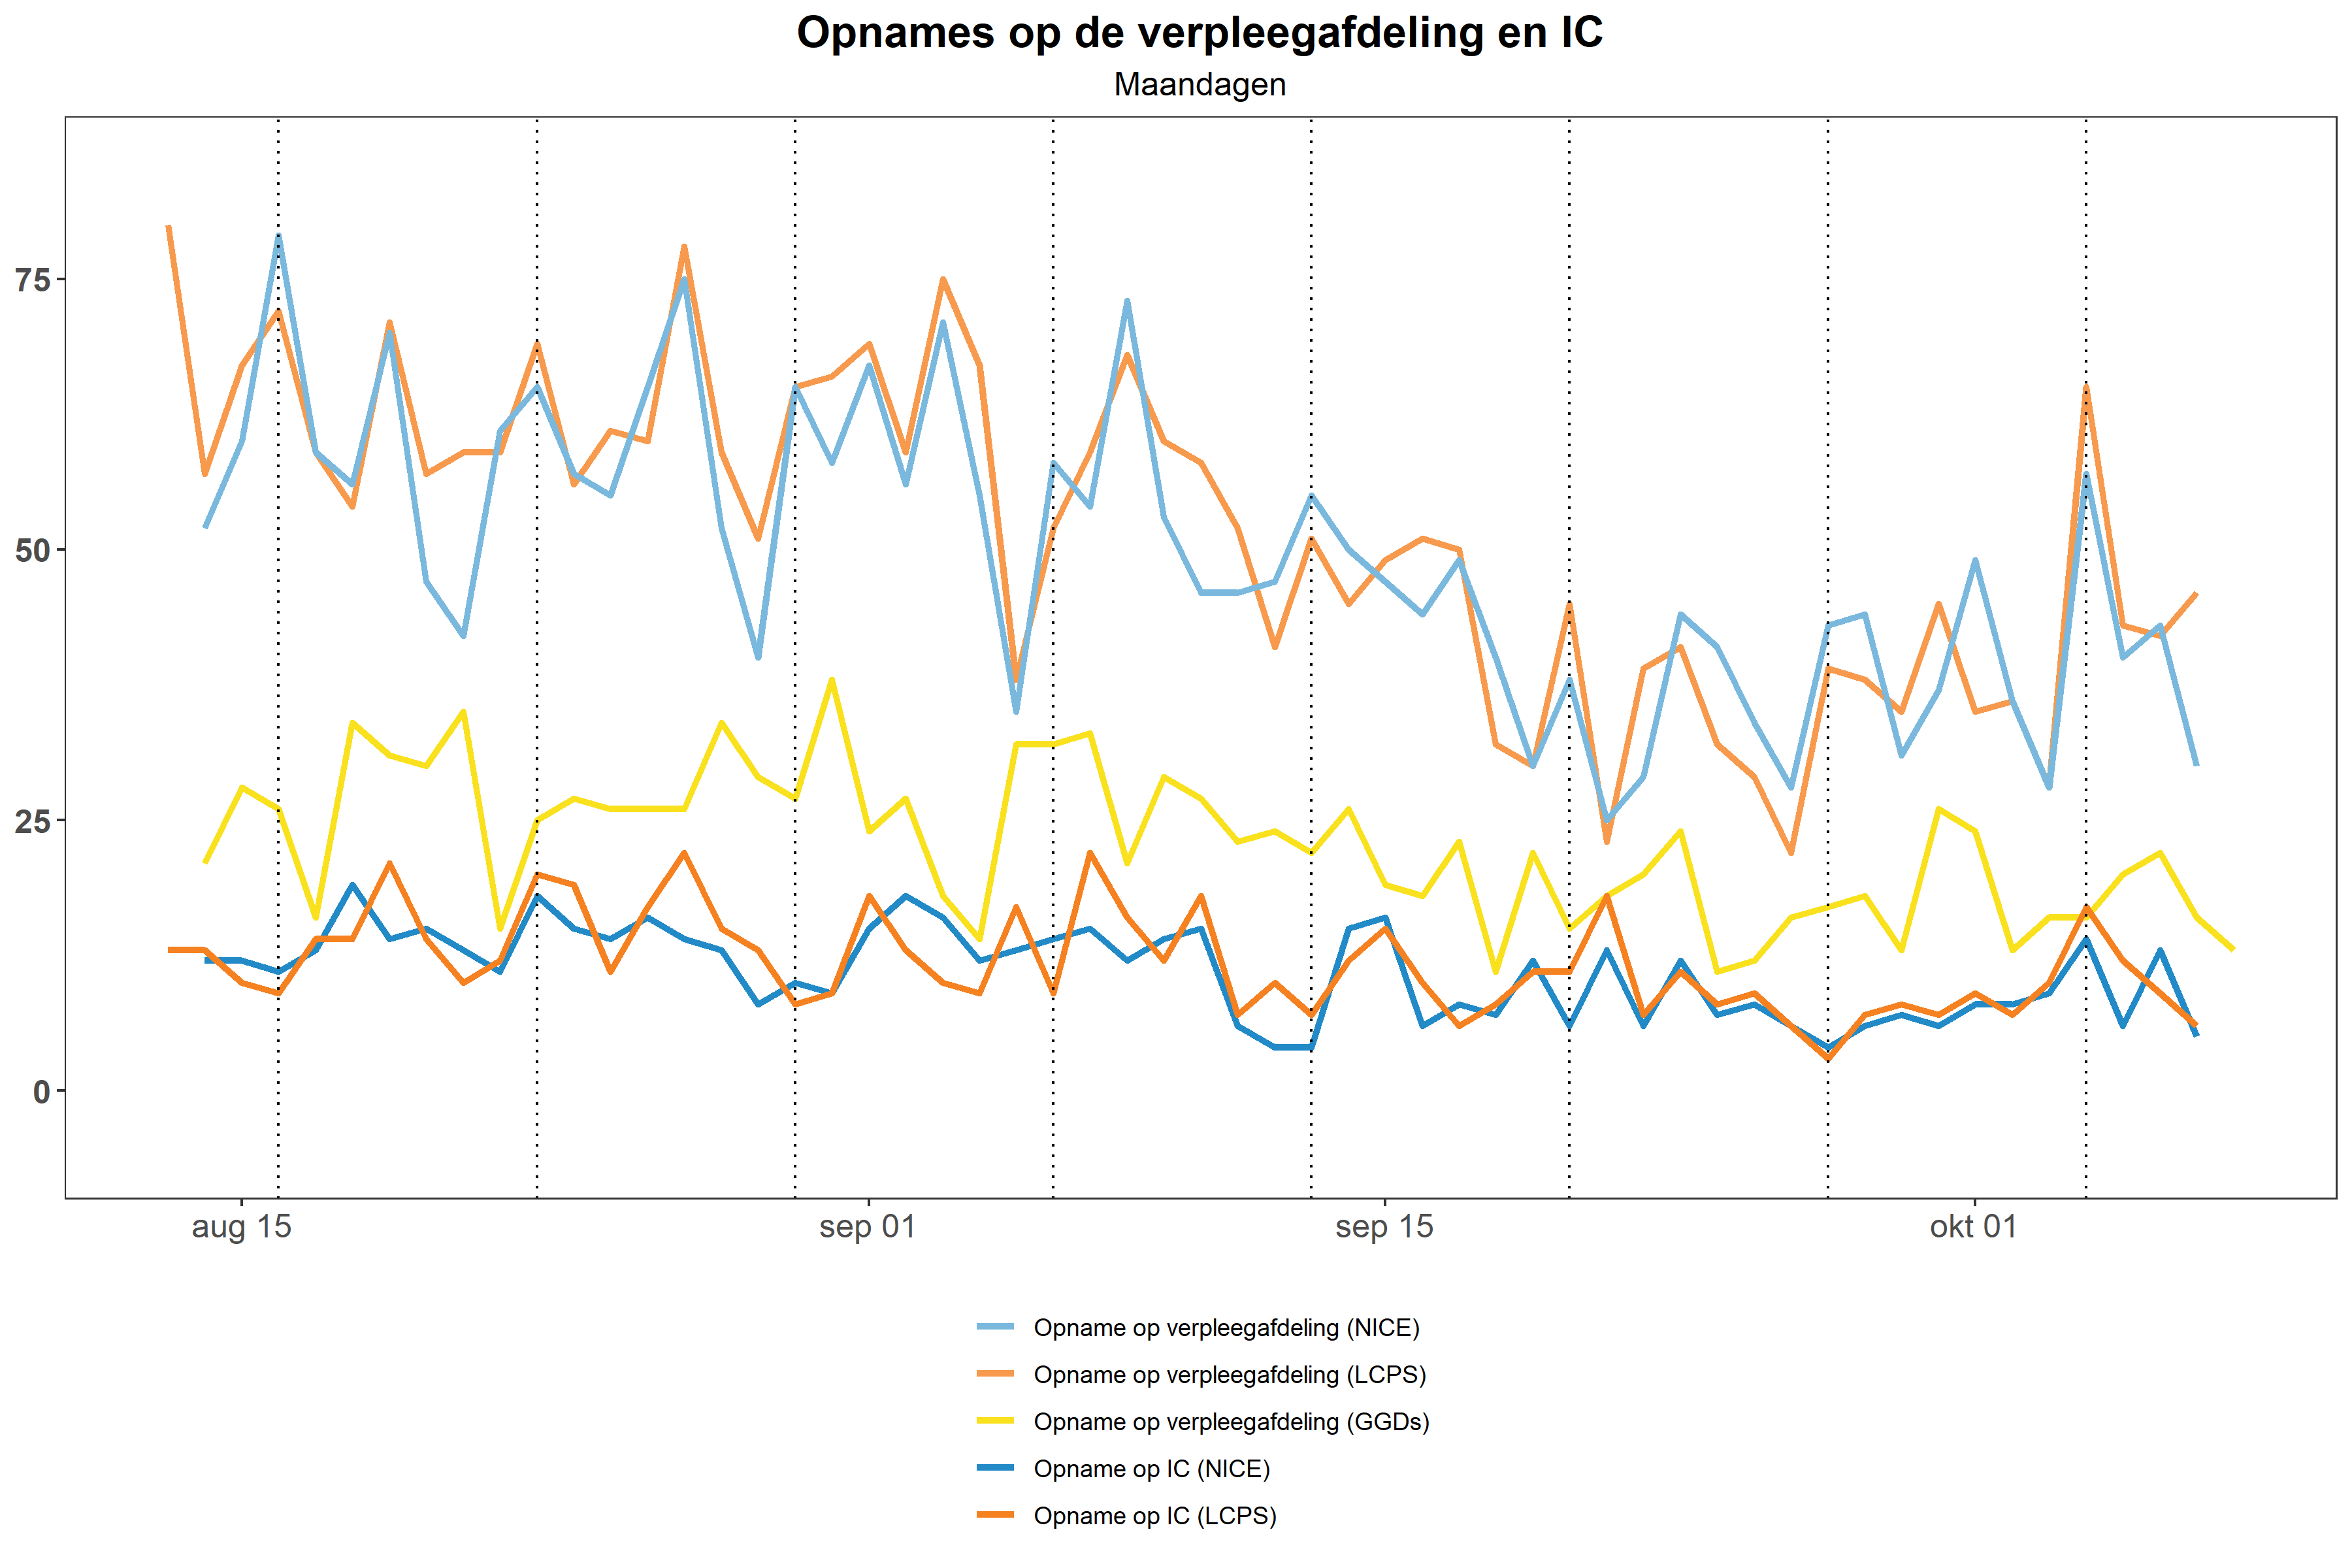 Opnames op de verpleegafdeling en IC
Maandagen
75
50
25
0
aug 15 sep 01 sep 15 okt 01
Opname op verpleegafdeling (NICE)
Opname op verpleegafdeling (LCPS)
Opname op verpleegafdeling (GGDs)
Opname op IC (NICE)
Opname op IC (LCPS)